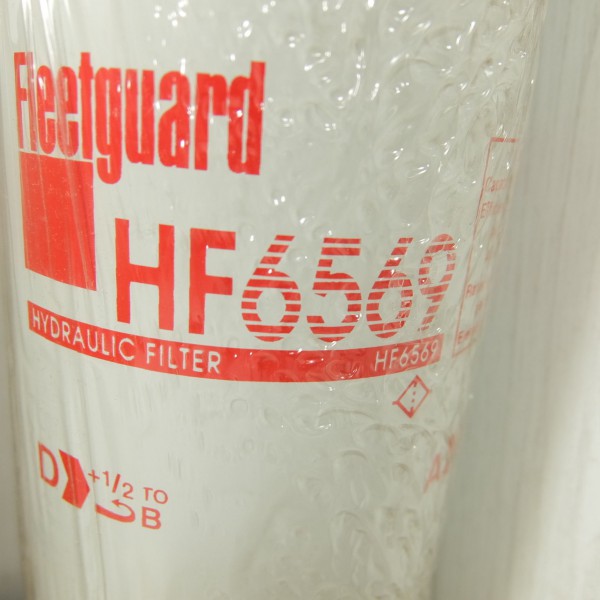 Fleetguard
HF6569
HYDRAULIC FILTER HF6569
D +1/2 TO B